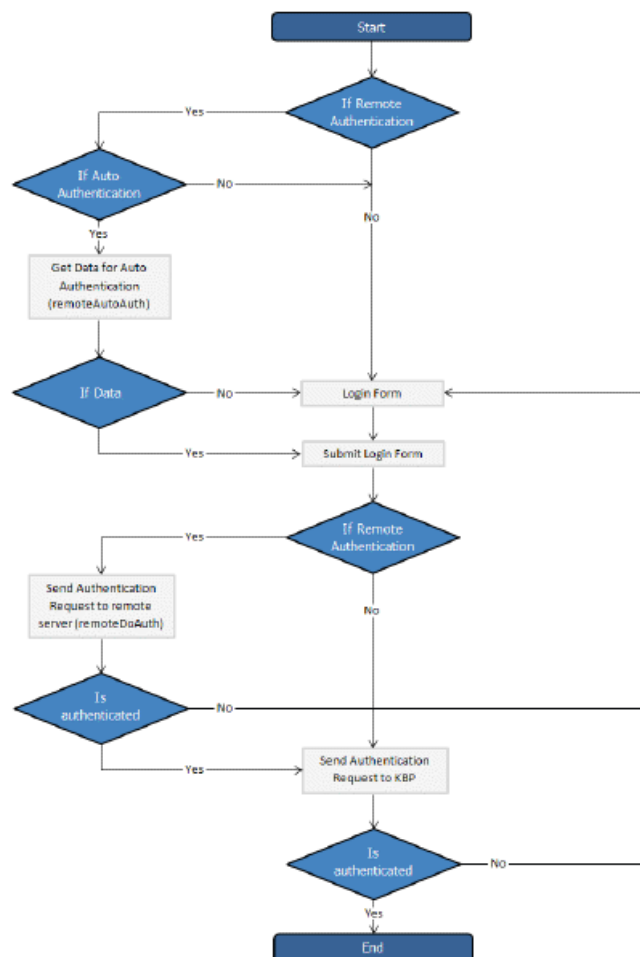 Start
If Remote
Authentication
Yes
If Auto
Authentication
No
No
Yes
Get Data for Auto
Authentication
(remoteAutoAuth)
If Data
No
Login Form
Yes
Submit Login Form
If Remote
Authentication
Yes
Send Authentication
Request to remote
server (remoteDoAuth)
No
Is
authenticated
No
Yes
Send Authentication
Request to KBP
Is
authenticated
No
Yes
End